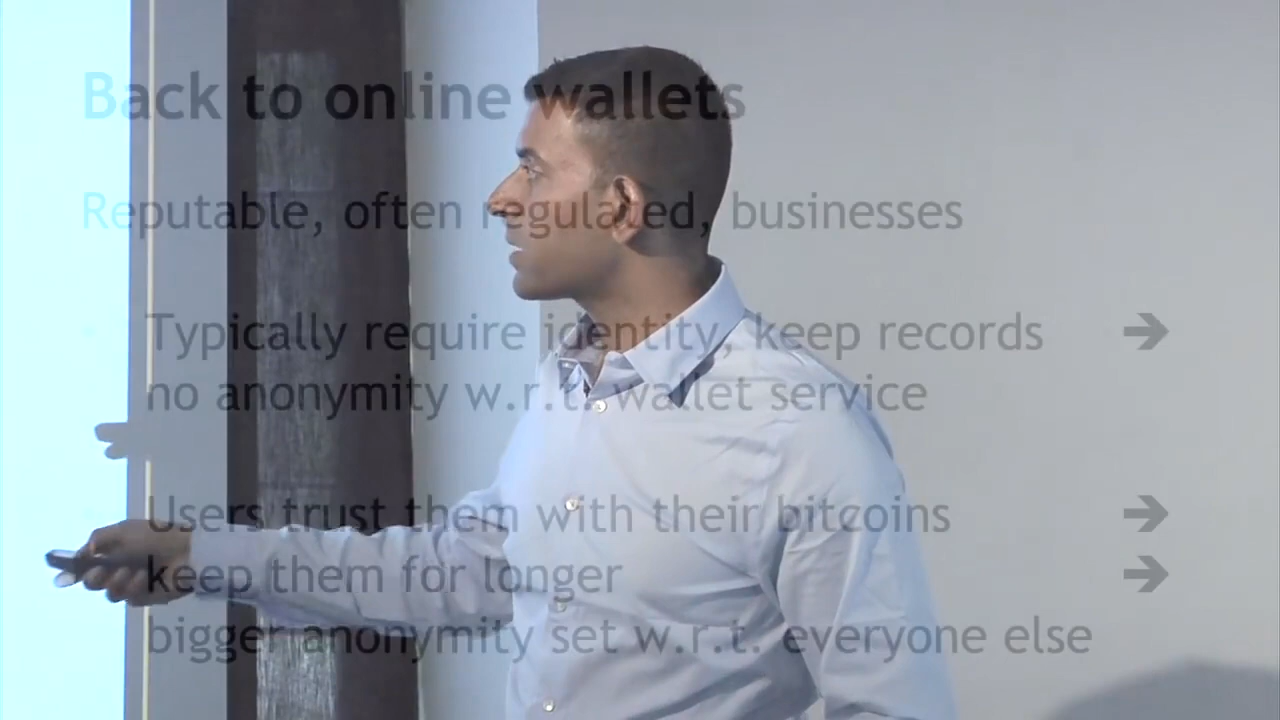 Back to online wallets
Reputable, often regulated, businesses
Typically require identity, keep records →
no anonymity w.r.t. wallet service
Users trust them with their bitcoins →
keep them for longer →
bigger anonymity set w.r.t. everyone else